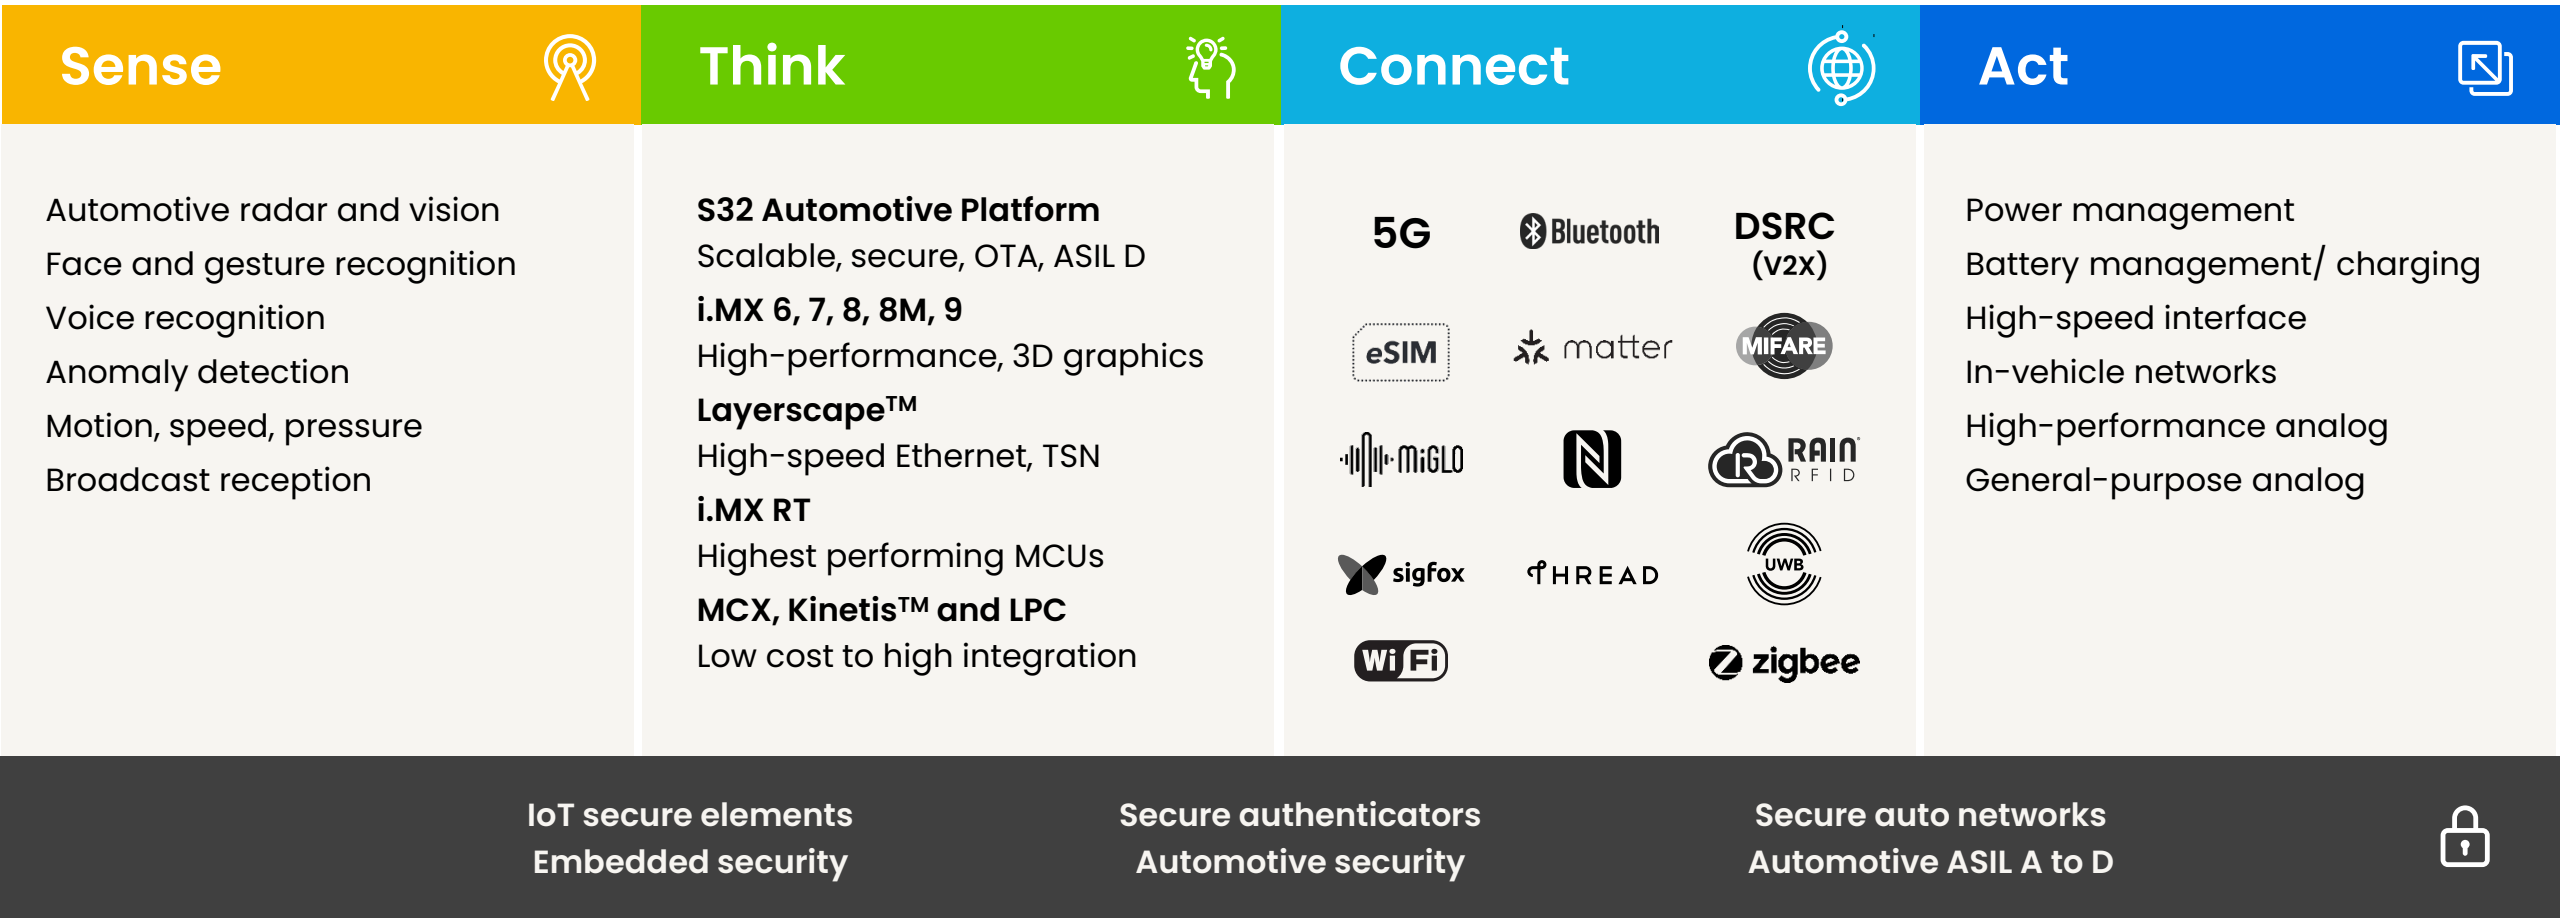 Sense
Automotive radar and vision
Face and gesture recognition
Voice recognition
Anomaly detection
Motion, speed, pressure
Broadcast reception
Think
S32 Automotive Platform
Scalable, secure, OTA, ASIL D
i.MX 6, 7, 8, 8M, 9
High-performance, 3D graphics
Layerscape™
High-speed Ethernet, TSN
i.MX RT
Highest performing MCUs
MCX, Kinetis™ and LPC
Low cost to high integration
Connect
5G
Bluetooth
DSRC
(V2X)
eSIM
matter
MIFARE
MiGLO
N
RAIN
RFID
sigfox
THREAD
UWB
Wi Fi
zigbee
Act
Power management
Battery management/ charging
High-speed interface
In-vehicle networks
High-performance analog
General-purpose analog
IoT secure elements
Embedded security
Secure authenticators
Automotive security
Secure auto networks
Automotive ASIL A to D